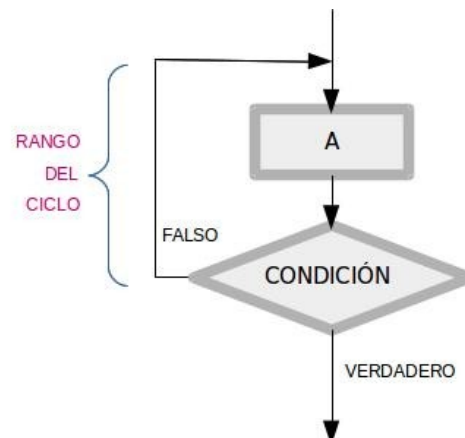 A
RANGO
DEL
CICLO
FALSO
CONDICIÓN
VERDADERO